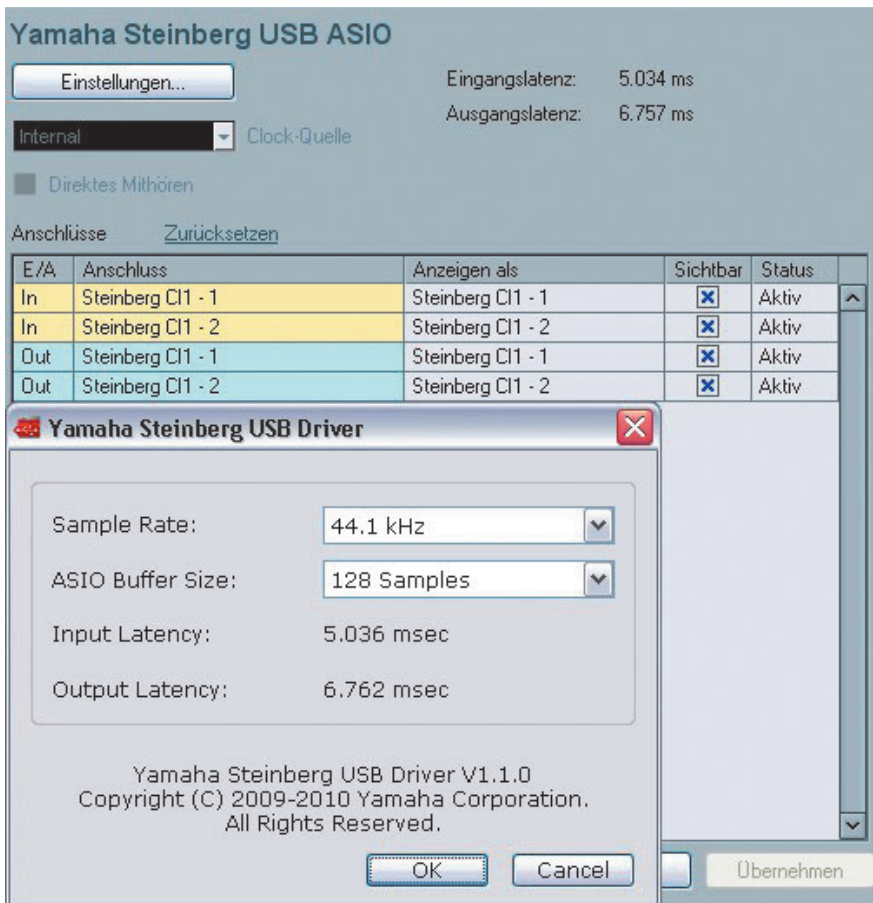 Yamaha Steinberg USB ASIO
Einstellungen...
Eingangslatenz: 5.034 ms
Ausgangslatenz: 6.757 ms
Internal Clock-Quelle
Direktes Mithören
Anschlüsse Zurücksetzen
E/A Anschluss Anzeigen als Sichtbar Status
In Steinberg CI1 - 1 Steinberg CI1 - 1 Aktiv
In Steinberg CI1 - 2 Steinberg CI1 - 2 Aktiv
Out Steinberg CI1 - 1 Steinberg CI1 - 1 Aktiv
Out Steinberg CI1 - 2 Steinberg CI1 - 2 Aktiv
Yamaha Steinberg USB Driver
Sample Rate: 44.1 kHz
ASIO Buffer Size: 128 Samples
Input Latency: 5.036 msec
Output Latency: 6.762 msec
Yamaha Steinberg USB Driver V1.1.0
Copyright (C) 2009-2010 Yamaha Corporation.
All Rights Reserved.
OK Cancel Übernehmen